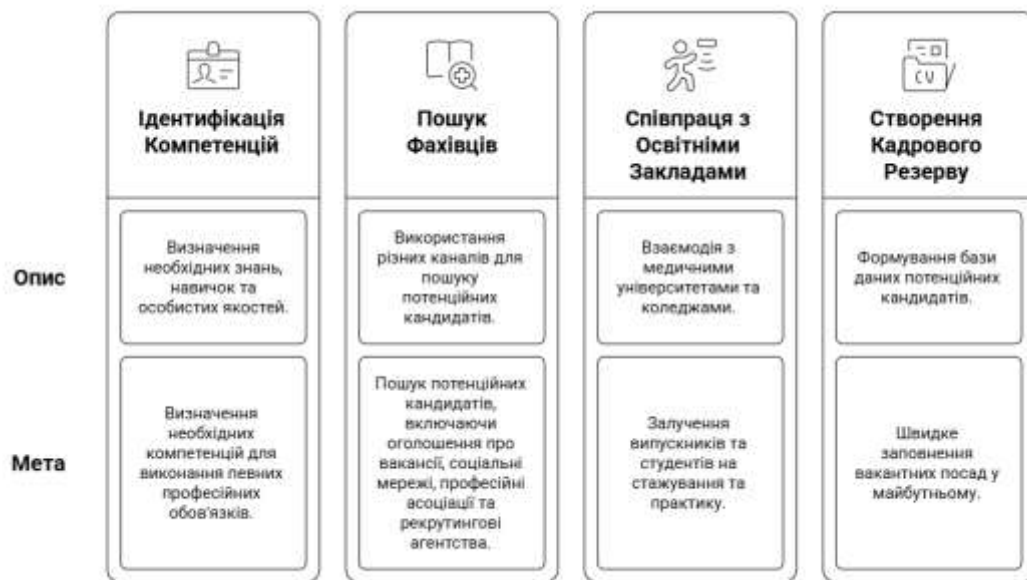 Ідентифікація
Компетенцій
Пошук
Фахівців
Співпраця з
Освітніми
Закладами
CV
Створення
Кадрового
Резерву
Опис
Визначення
необхідних знань,
навичок та
особистих якостей.
Використання
різних каналів для
пошуку
потенційних
кандидатів.
Взаємодія з
медичними
університетами та
коледжами.
Формування бази
даних потенційних
кандидатів.
Мета
Визначення
необхідних
компетенцій для
виконання певних
професійних
обов'язків.
Пошук потенційних
кандидатів,
включаючи
оголошення про
вакансії, соціальні
мережі, професійні
асоціації та
рекрутингові
агентства.
Залучення
випускників та
студентів на
стажування та
практику.
Швидке
заповнення
вакантних посад у
майбутньому.